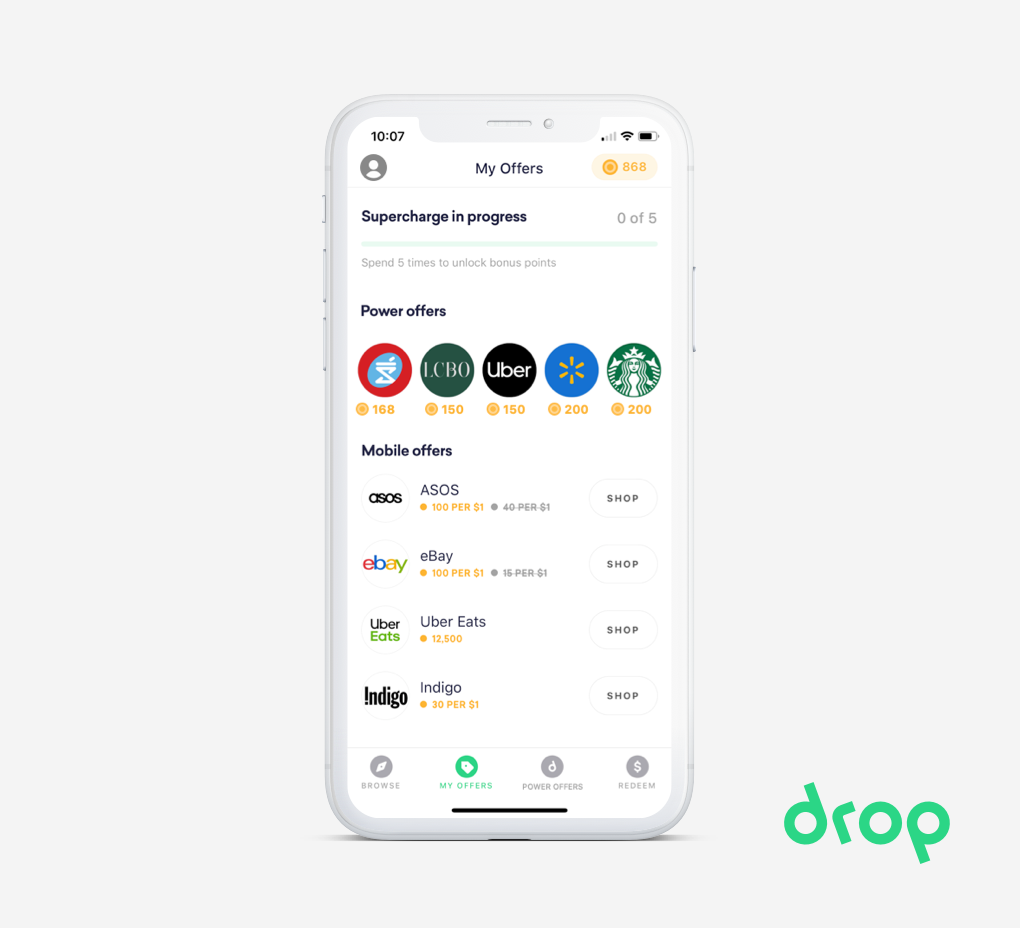 10:07
My Offers
868
Supercharge in progress
0 of 5
Spend 5 times to unlock bonus points
Power offers
LCBO
Uber
168
150
150
200
200
Mobile offers
asos
ASOS
100 PER $1 40 PER $1
SHOP
ebay
eBay
100 PER $1 15 PER $1
SHOP
Uber
Eats
Uber Eats
12,500
SHOP
!ndigo
Indigo
30 PER $1
SHOP
BROWSE
MY OFFERS
POWER OFFERS
$
REDEEM
drop